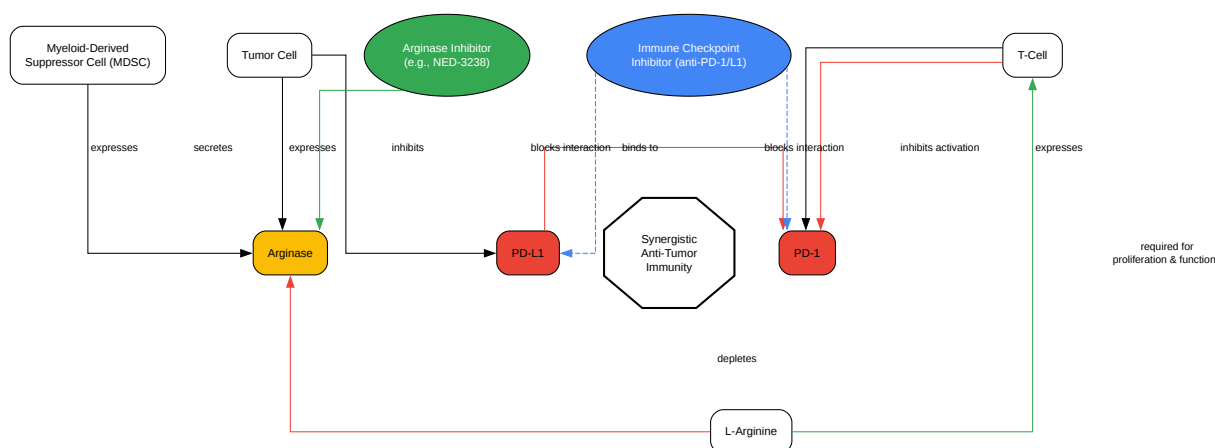 Myeloid-Derived
Suppressor Cell (MDSC)
Tumor Cell
Arginase Inhibitor
(e.g., NED-3238)
Immune Checkpoint
Inhibitor (anti-PD-1/L1)
T-Cell
expresses
secretes
expresses
inhibits
blocks interaction
binds to
blocks interaction
inhibits activation
expresses
Arginase
PD-L1
Synergistic
Anti-Tumor
Immunity
PD-1
required for
proliferation & function
depletes
L-Arginine